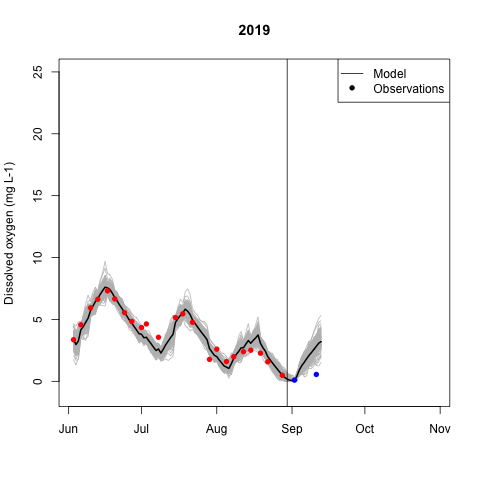 2019
Model
Observations
Dissolved oxygen (mg L-1)
25
20
15
10
5
0
Jun Jul Aug Sep Oct Nov